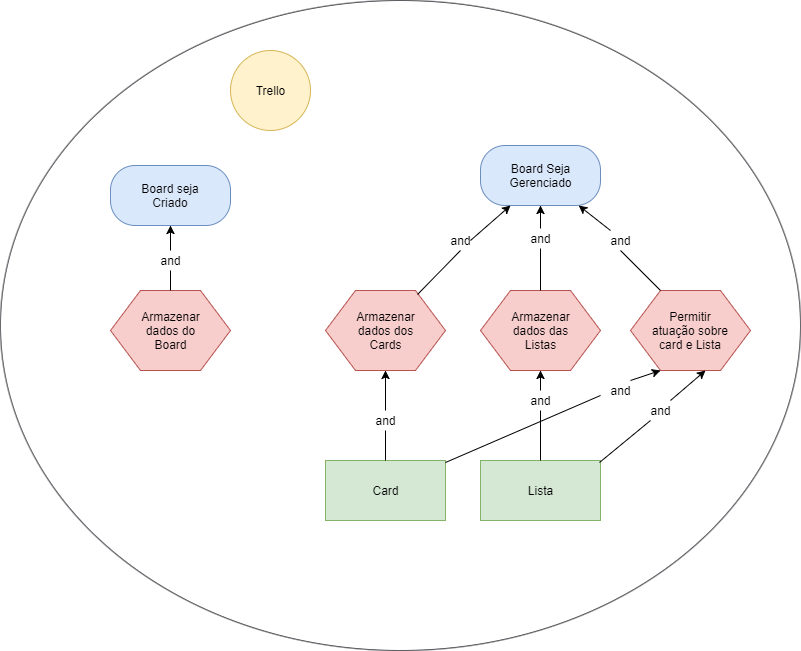 Trello
Board seja
Criado
Board Seja
Gerenciado
and
and
and
and
Armazenar
dados do
Board
Armazenar
dados dos
Cards
Armazenar
dados das
Listas
Permitir
atuação sobre
card e Lista
and
and
and
and
Card
Lista